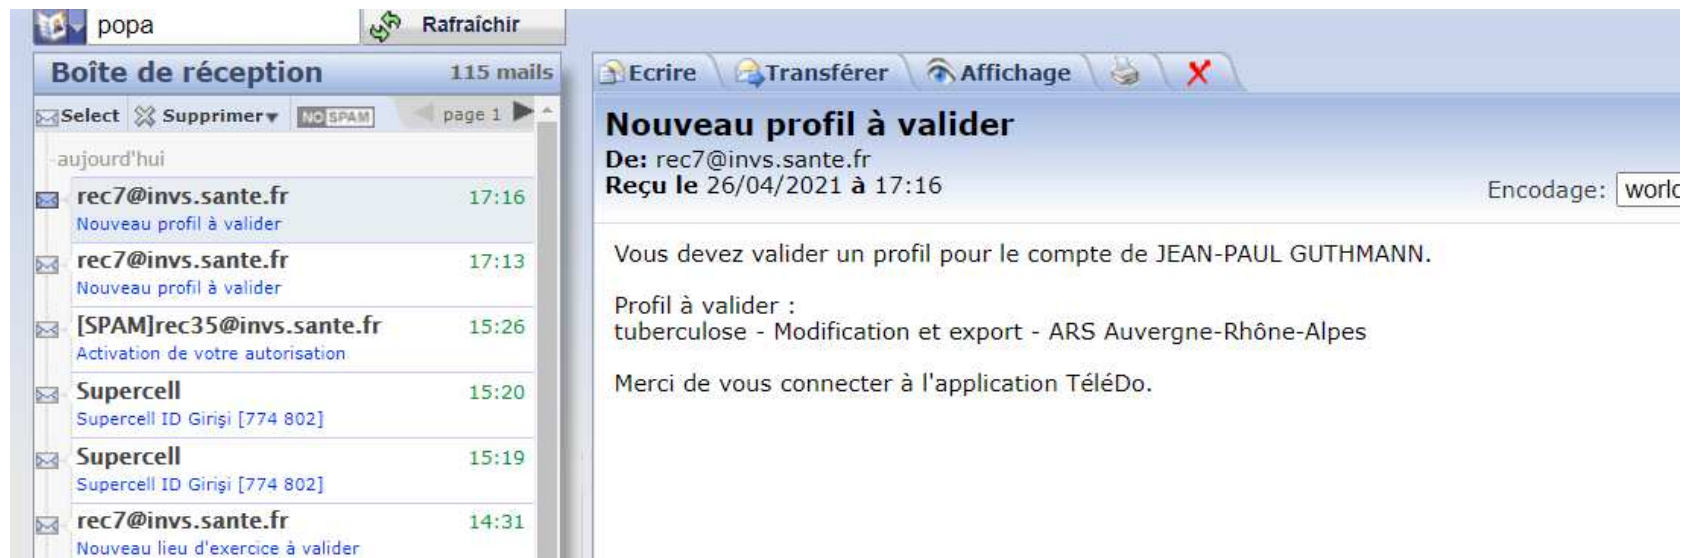 popa
Rafraîchir
Boîte de réception
115 mails
Select
Supprimer
NO SPAM
page 1
aujourd'hui
rec7@invs.sante.fr
17:16
Nouveau profil à valider
rec7@invs.sante.fr
17:13
Nouveau profil à valider
[SPAM]rec35@invs.sante.fr
15:26
Activation de votre autorisation
Supercell
15:20
Supercell ID Girişi [774 802]
Supercell
15:19
Supercell ID Girişi [774 802]
rec7@invs.sante.fr
14:31
Nouveau lieu d'exercice à valider
Ecrire
Transférer
Affichage
Nouveau profil à valider
De: rec7@invs.sante.fr
Reçu le 26/04/2021 à 17:16
Encodage:
Vous devez valider un profil pour le compte de JEAN-PAUL GUTHMANN.
Profil à valider :
tuberculose - Modification et export - ARS Auvergne-Rhône-Alpes
Merci de vous connecter à l'application TéléDo.